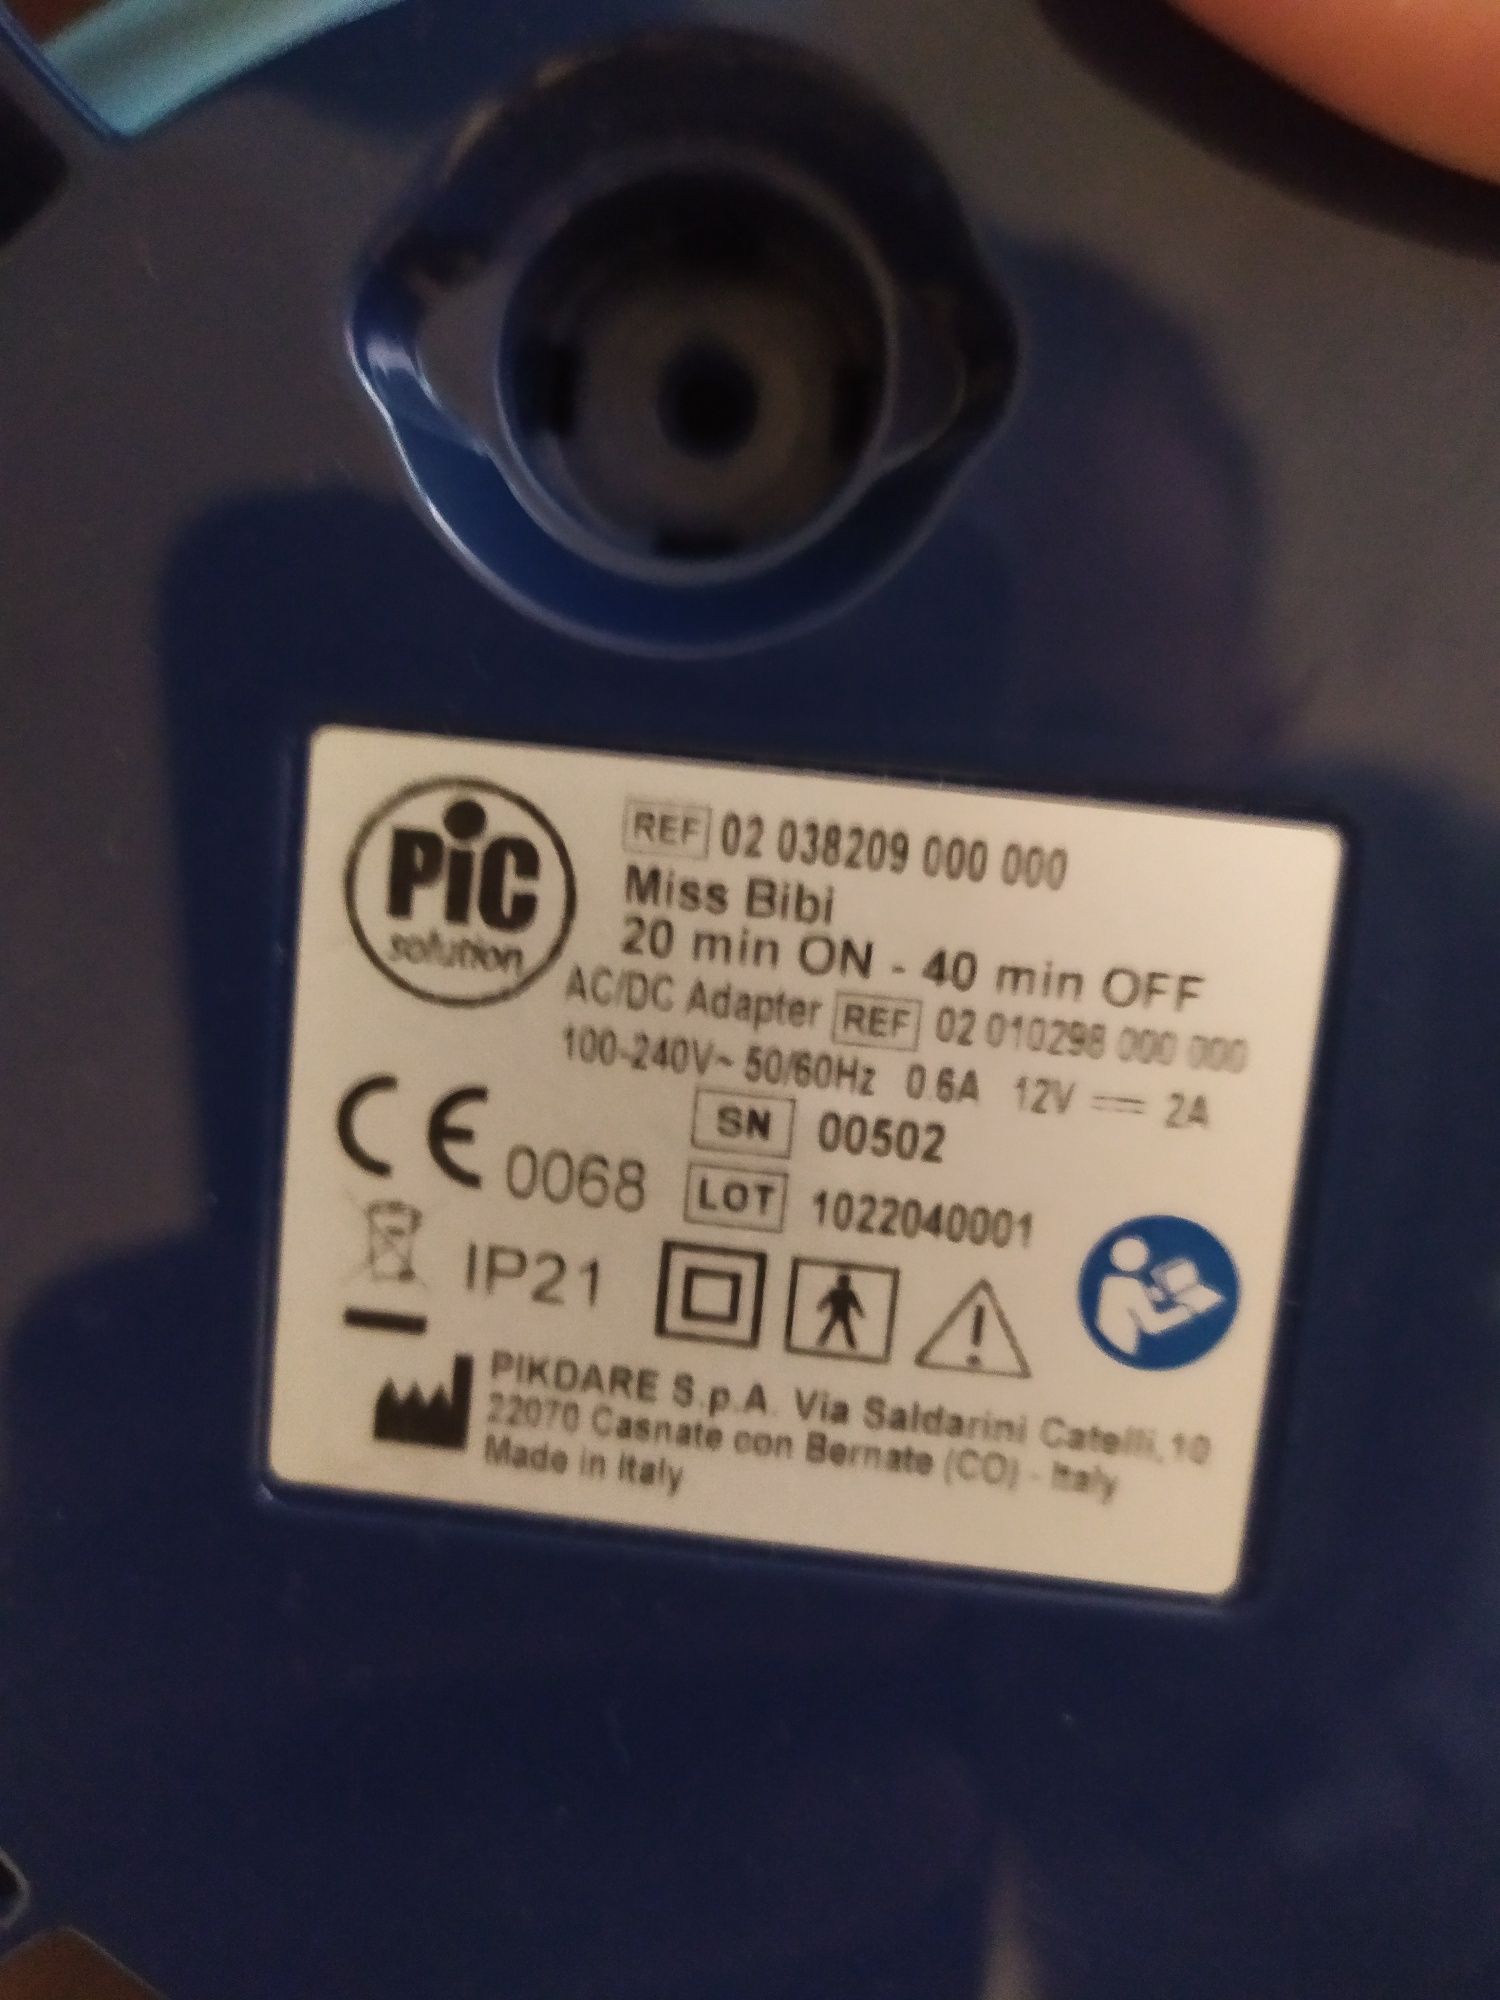 PiC
solution
REF 02 038209 000 000
Miss Bibi
20 min ON - 40 min OFF
AC/DC Adapter REF 02 010298 000 000
100-240V~ 50/60Hz 0.6A 12V ⎓ 2A
SN 00502
CE 0068
LOT 1022040001
IP21
PIKDARE S.p.A. Via Saldarini Catelli, 10
22070 Casnate con Bernate (CO) - Italy
Made in Italy